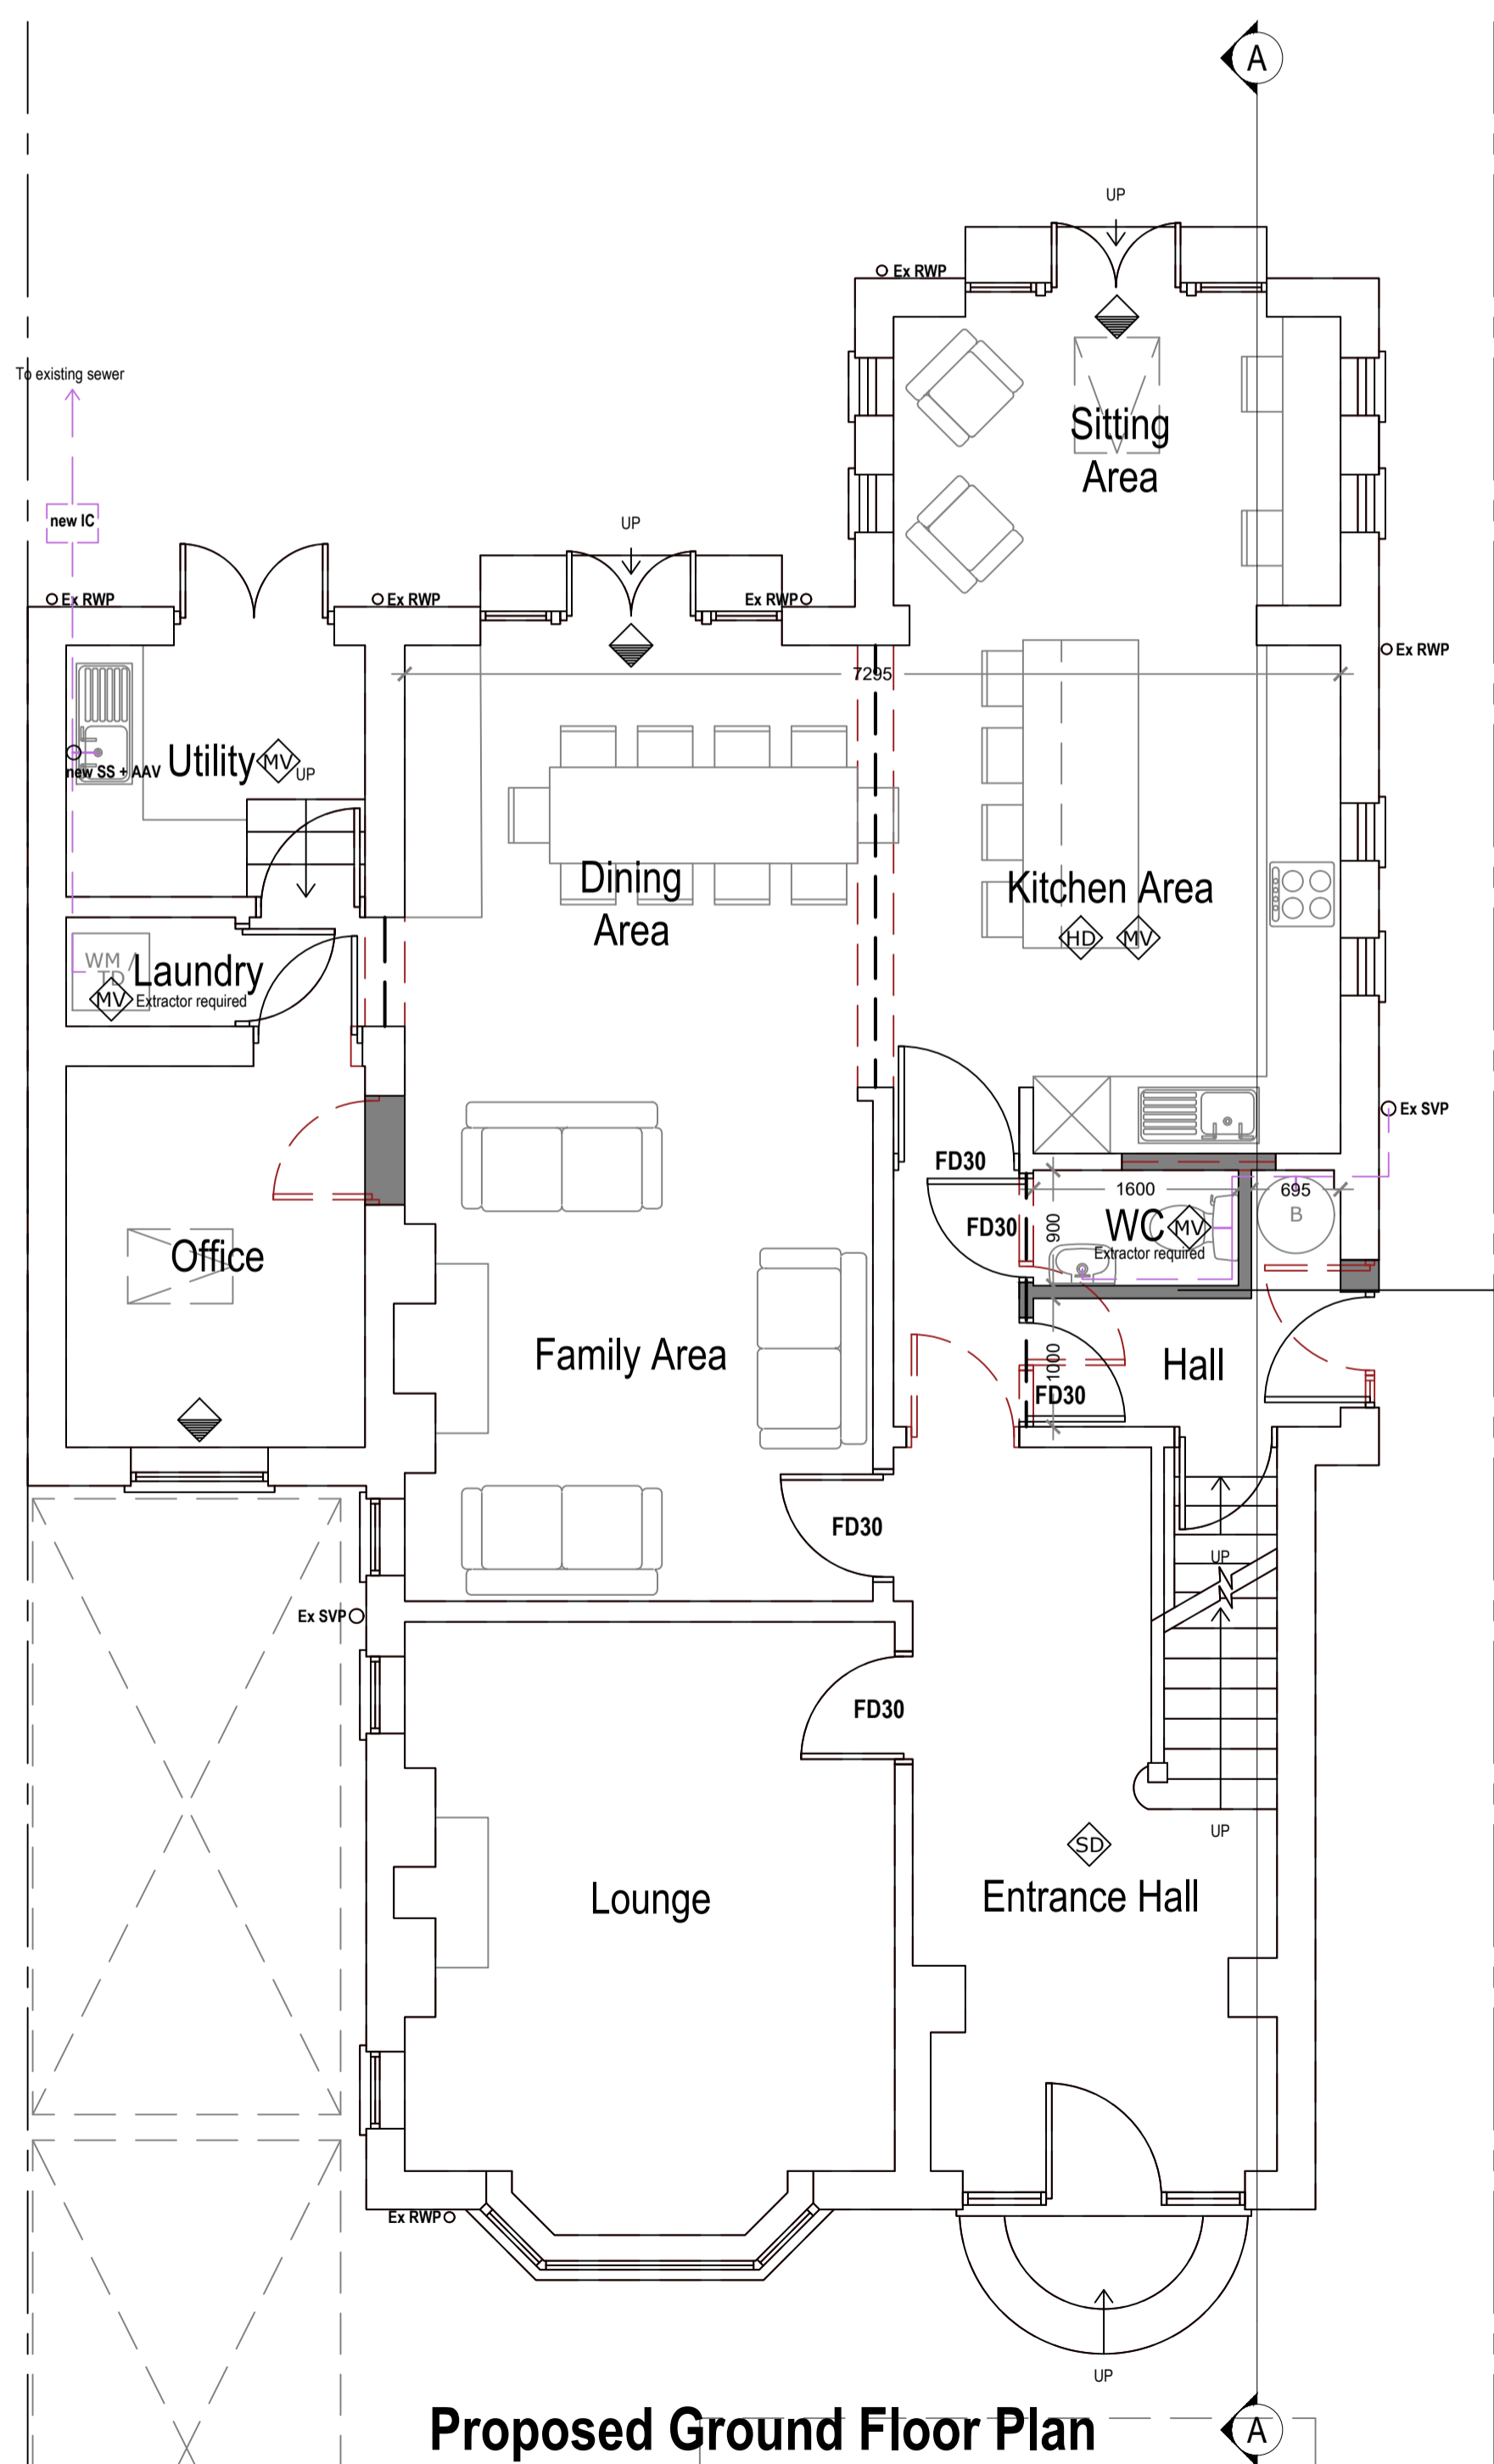 A
UP
Ex RWP
To existing sewer
Sitting
Area
new IC
UP
Ex RWP
Ex RWP
Ex RWP
Ex RWP
7295
Utility
MV
UP
new SS + AAV
Dining
Area
Kitchen Area
HD
MV
WM /
TD
Laundry
MV
Extractor required
Ex SVP
FD30
1600
695
B
FD30
900
WC
MV
Extractor required
Office
Family Area
1000
Hall
FD30
FD30
UP
Ex SVP
FD30
UP
SD
Lounge
Entrance Hall
Ex RWP
UP
Proposed Ground Floor Plan
A